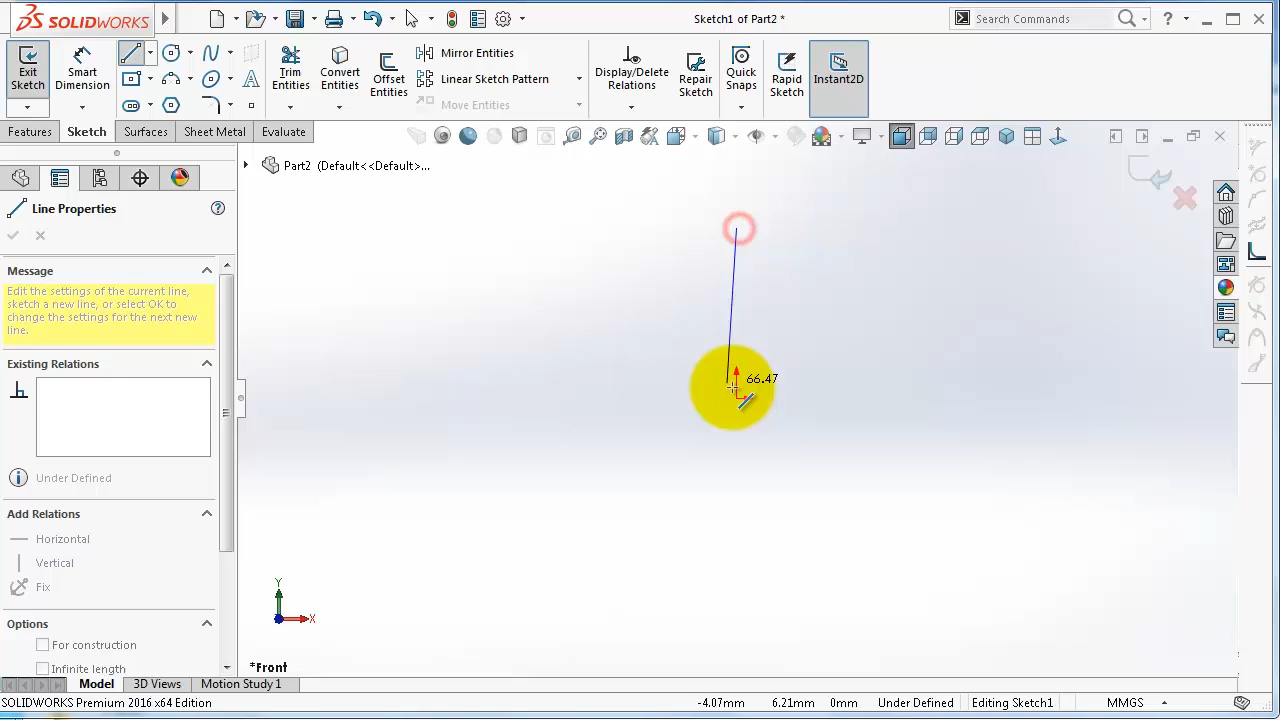 SOLIDWORKS
Sketch1 of Part2 *
Search Commands
Exit Sketch
Smart Dimension
Trim Entities
Convert Entities
Offset Entities
Mirror Entities
Linear Sketch Pattern
Move Entities
Display/Delete Relations
Repair Sketch
Quick Snaps
Rapid Sketch
Instant2D
Features
Sketch
Surfaces
Sheet Metal
Evaluate
Part2 (Default<<Default>...
Line Properties
Message
Edit the settings of the current line,
sketch a new line, or select OK to
change the settings for the next new
line.
Existing Relations
Under Defined
Add Relations
Horizontal
Vertical
Fix
Options
For construction
Infinite length
66.47
Y
X
*Front
Model
3D Views
Motion Study 1
SOLIDWORKS Premium 2016 x64 Edition
-4.07mm
6.21mm
0mm
Under Defined
Editing Sketch1
MMGS